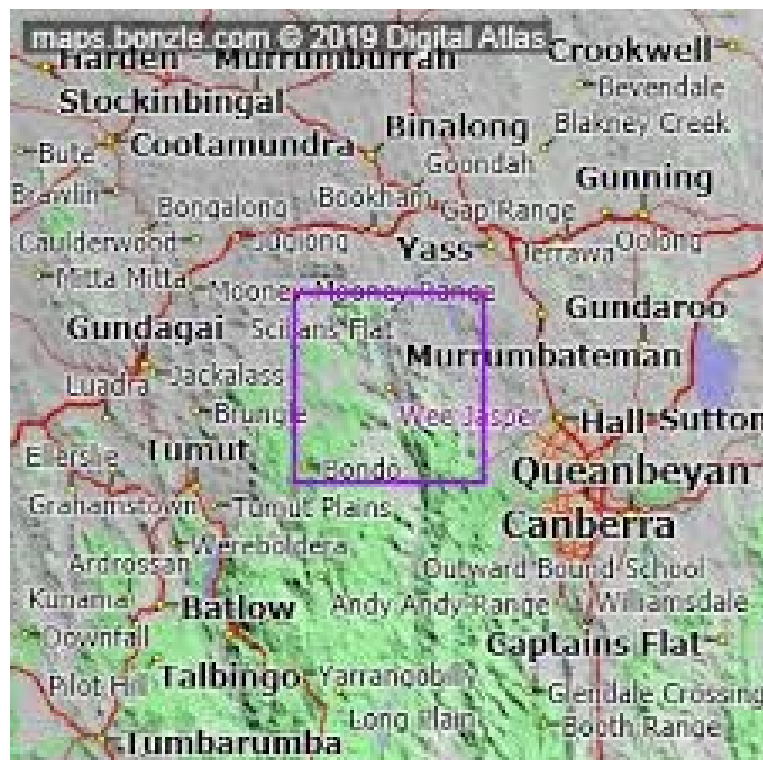 maps.bonzle.com © 2019 Digital Atlas
Harden - Murrumburrah
Crookwell
Bevendale
Stockinbingal
Binalong
Blakney Creek
Bute
Cootamundra
Goondah
Gunning
Brawlin
Bookham
Bongalong
Gap Range
Caulderwood
Jugiong
Yass
Jerrawa
Oolong
Mitta Mitta
Mooney Mooney Range
Gundaroo
Gundagai
Scitans Flat
Murrumbateman
Luadra
Jackalass
Brungle
Wee Jasper
Hall
Sutton
Ellerslie
Tumut
Bondo
Queanbeyan
Grahamstown
Tumut Plains
Canberra
Wereboldera
Ardrossan
Outward Bound School
Kunama
Batlow
Andy Andy Range
Williamsdale
Downfall
Captains Flat
Pilot Hill
Talbingo
Yarrangobilly
Glendale Crossing
Long Plain
Booth Range
Tumbarumba